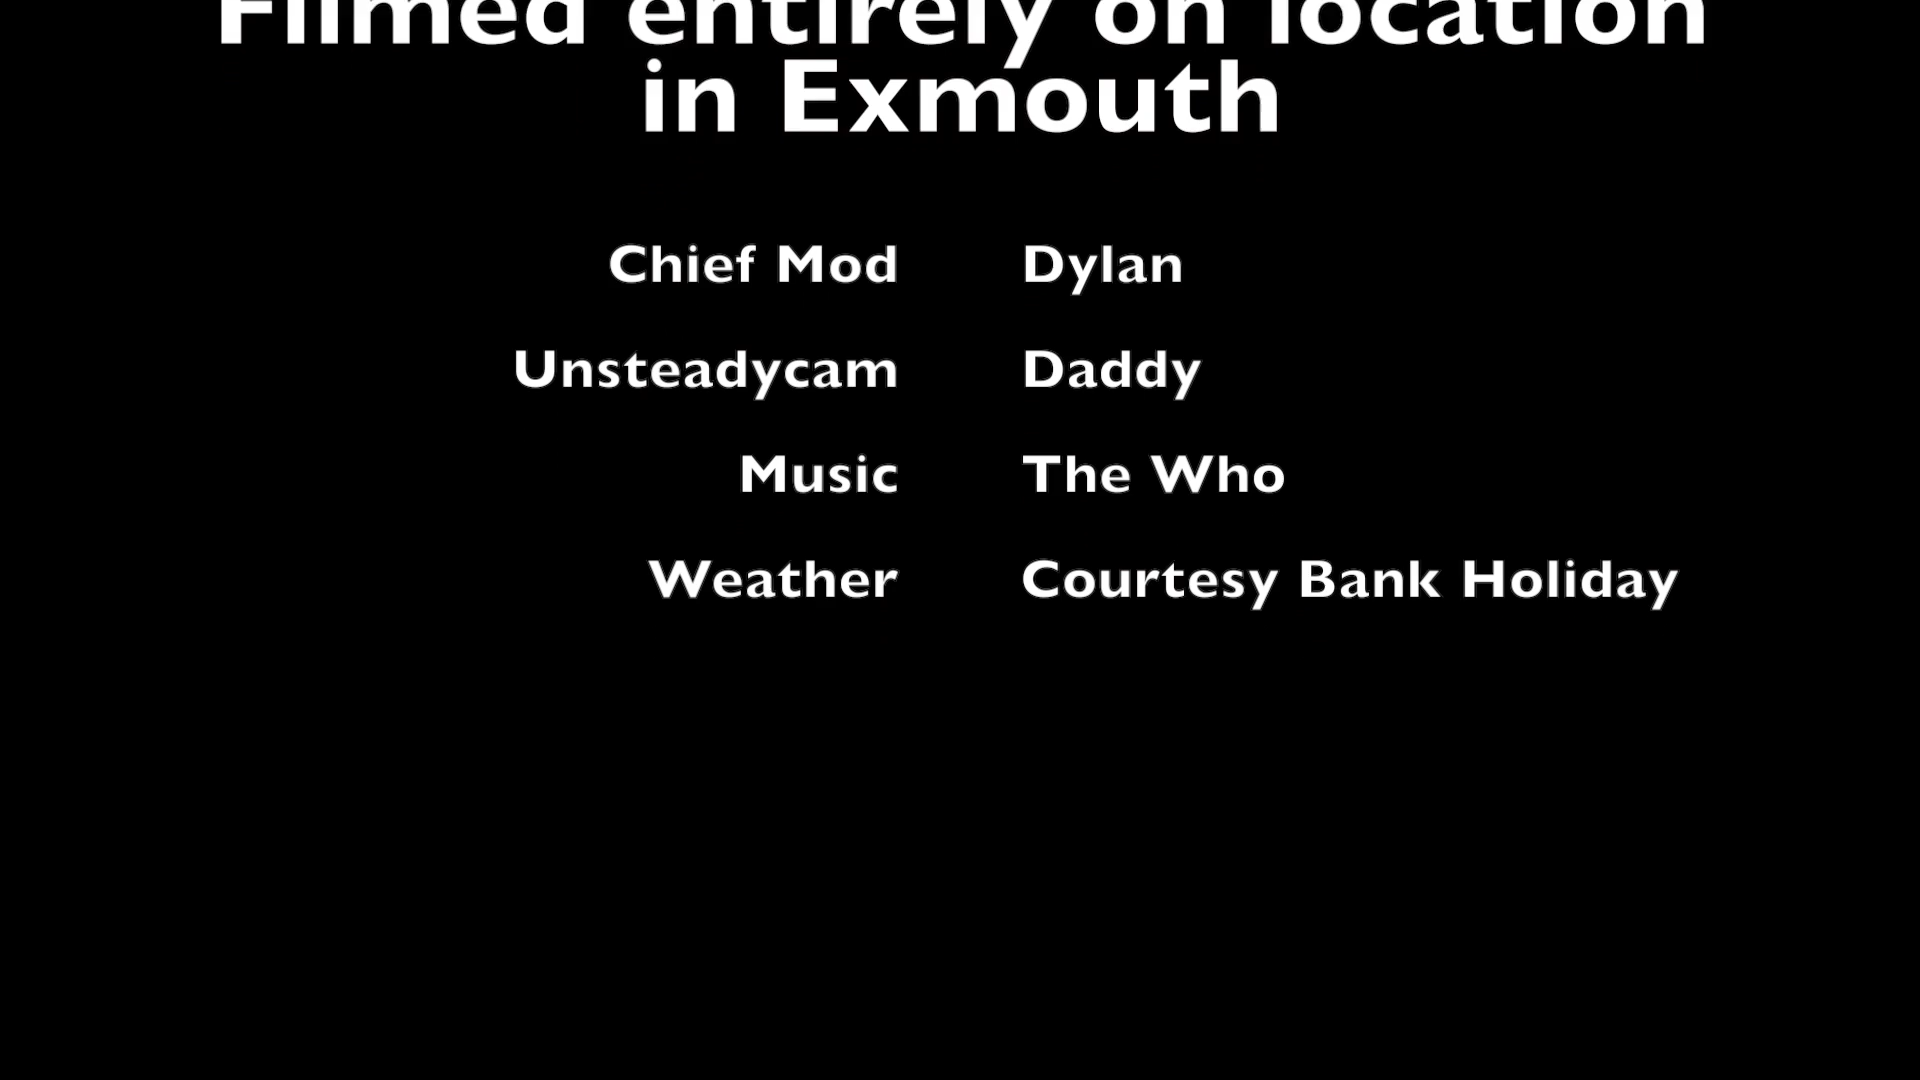 Filmed entirely on location
in Exmouth
Chief Mod Dylan
Unsteadycam Daddy
Music The Who
Weather Courtesy Bank Holiday